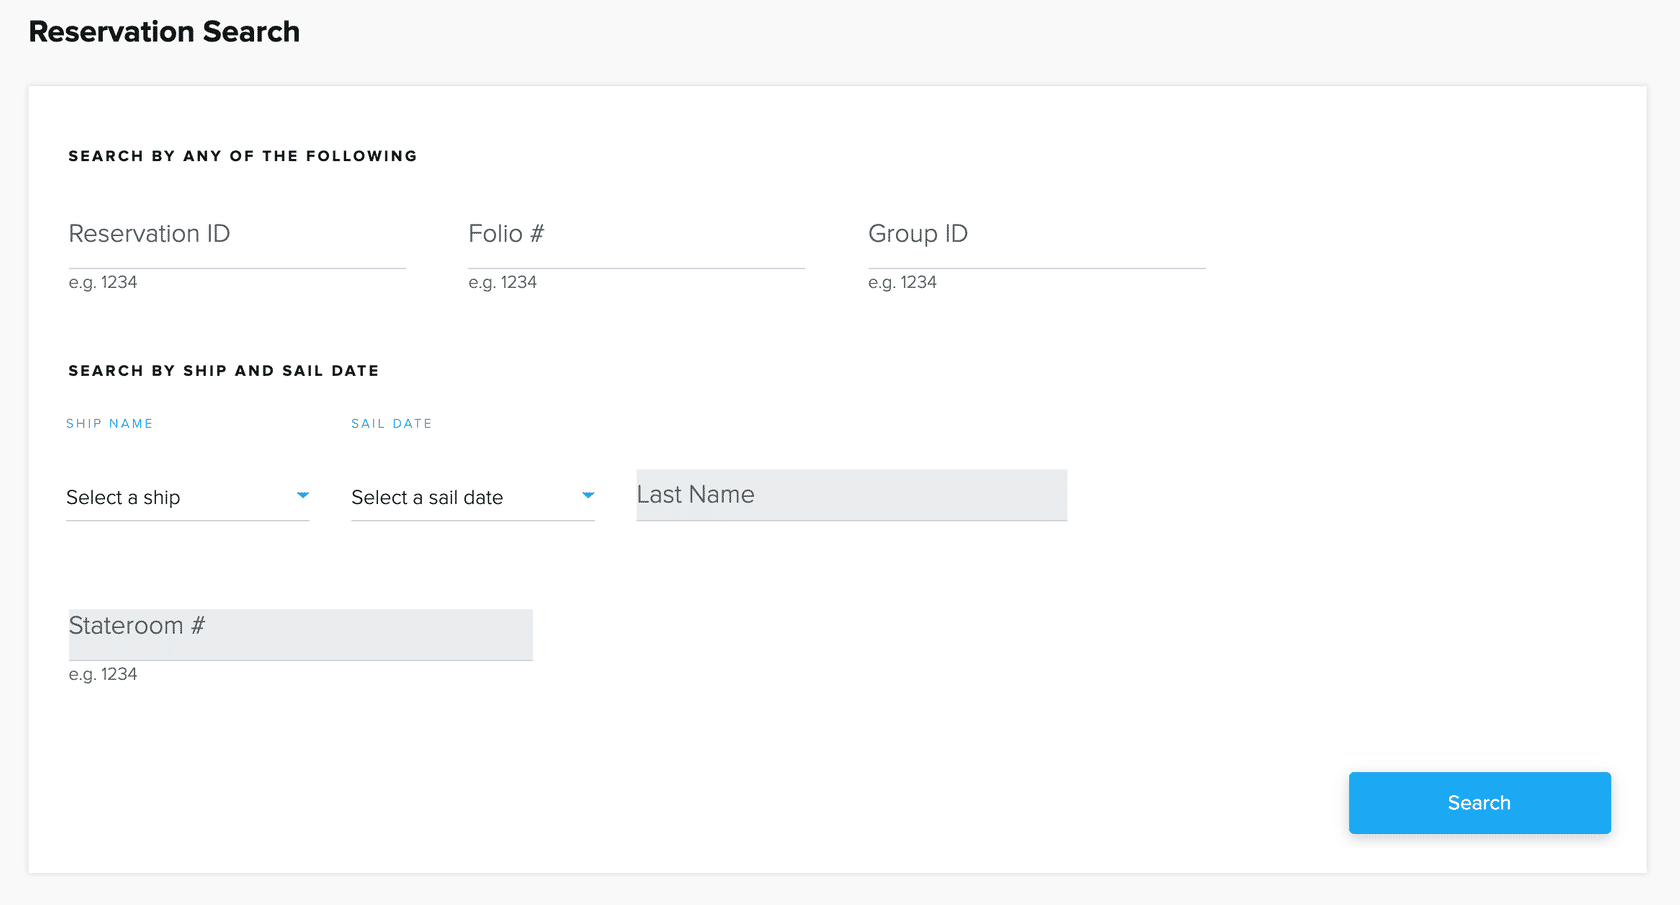 Reservation Search
SEARCH BY ANY OF THE FOLLOWING
Reservation ID
Folio #
Group ID
e.g. 1234
e.g. 1234
e.g. 1234
SEARCH BY SHIP AND SAIL DATE
SHIP NAME
SAIL DATE
Select a ship
Select a sail date
Last Name
Stateroom #
e.g. 1234
Search